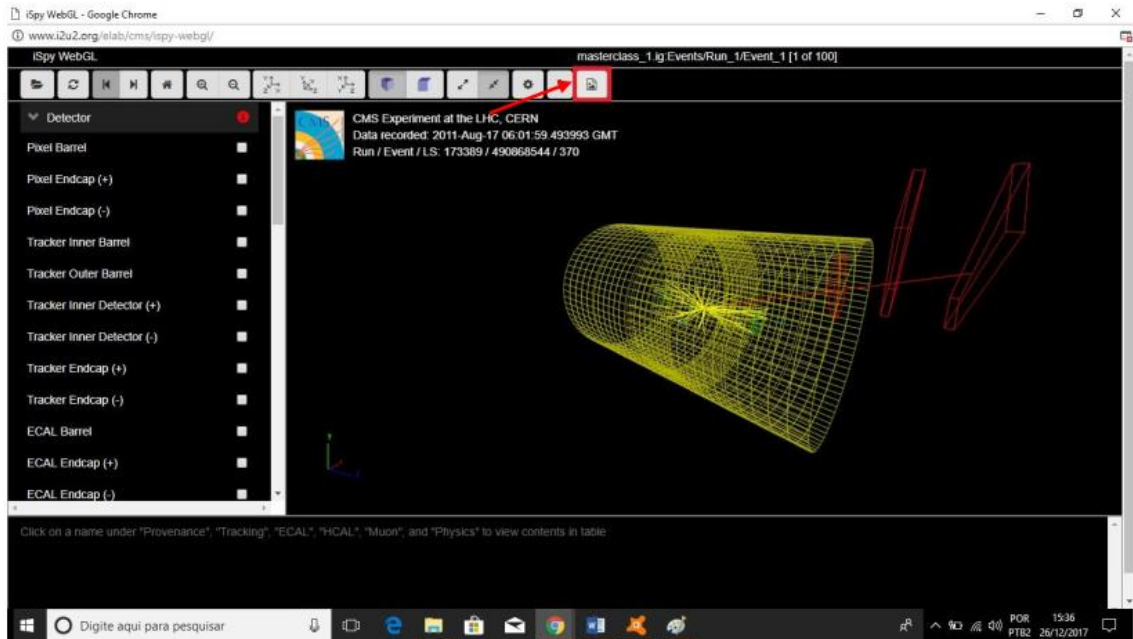 iSpy WebGL - Google Chrome
www.i2u2.org/elab/cms/ispy-webgl/
iSpy WebGL
masterclass_1.ig:Events/Run_1/Event_1 [1 of 100]
Detector
CMS
CMS Experiment at the LHC, CERN
Data recorded: 2011-Aug-17 06:01:59.493993 GMT
Run / Event / LS: 173389 / 490868544 / 370
Pixel Barrel
Pixel Endcap (+)
Pixel Endcap (-)
Tracker Inner Barrel
Tracker Outer Barrel
Tracker Inner Detector (+)
Tracker Inner Detector (-)
Tracker Endcap (+)
Tracker Endcap (-)
ECAL Barrel
ECAL Endcap (+)
ECAL Endcap (-)
Click on a name under "Provenance", "Tracking", "ECAL", "HCAL", "Muon", and "Physics" to view contents in table
Digite aqui para pesquisar
POR
PTB2
15:36
26/12/2017